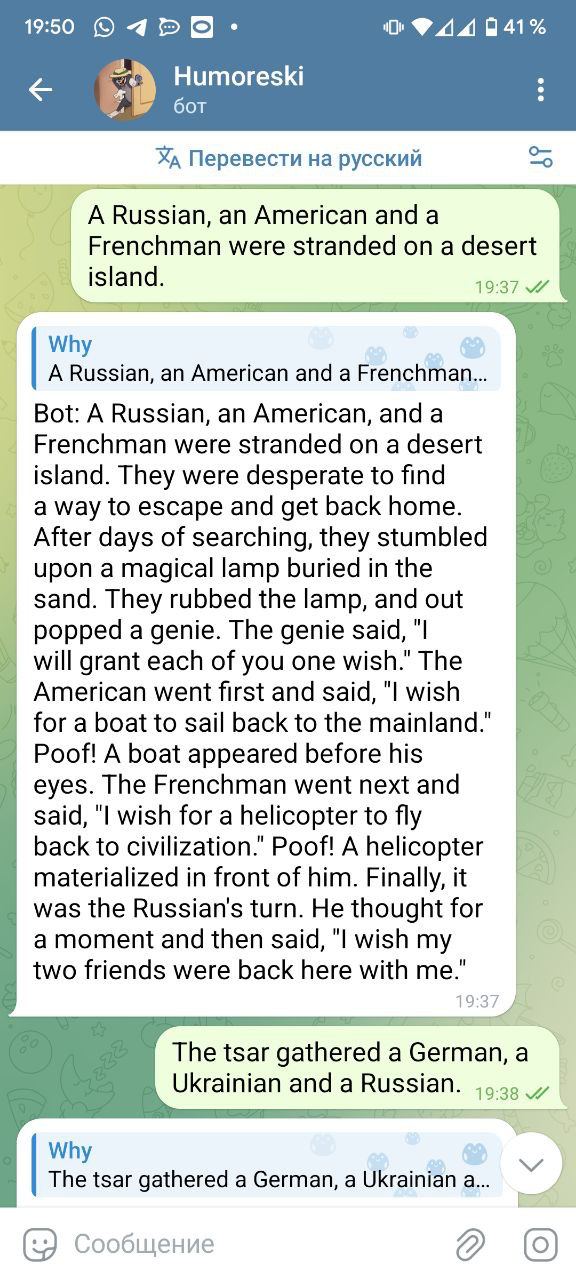 19:50 41 %
Humoreski
бот
Перевести на русский
A Russian, an American and a
Frenchman were stranded on a desert
island.
19:37
Why
A Russian, an American and a Frenchman...
Bot: A Russian, an American, and a
Frenchman were stranded on a desert
island. They were desperate to find
a way to escape and get back home.
After days of searching, they stumbled
upon a magical lamp buried in the
sand. They rubbed the lamp, and out
popped a genie. The genie said, "I
will grant each of you one wish." The
American went first and said, "I wish
for a boat to sail back to the mainland."
Poof! A boat appeared before his
eyes. The Frenchman went next and
said, "I wish for a helicopter to fly
back to civilization." Poof! A helicopter
materialized in front of him. Finally, it
was the Russian's turn. He thought for
a moment and then said, "I wish my
two friends were back here with me."
19:37
The tsar gathered a German, a
Ukrainian and a Russian. 19:38
Why
The tsar gathered a German, a Ukrainian a...
Сообщение